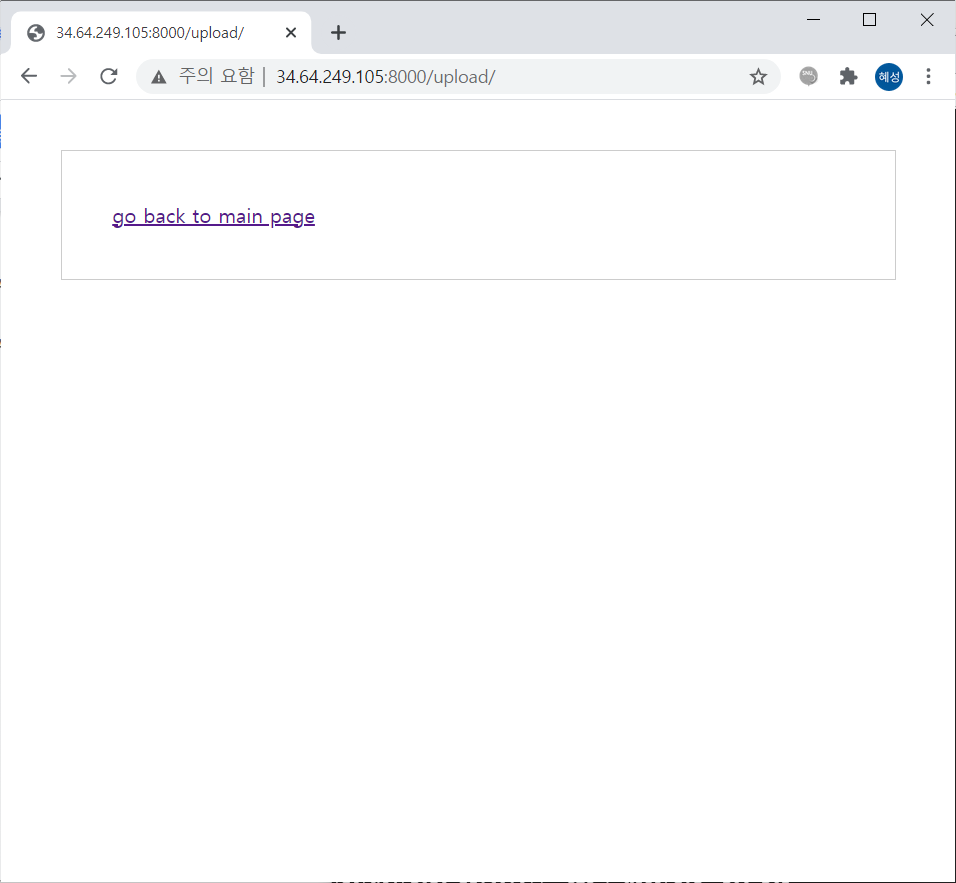 34.64.249.105:8000/upload/
주의 요함 | 34.64.249.105:8000/upload/
혜성
go back to main page